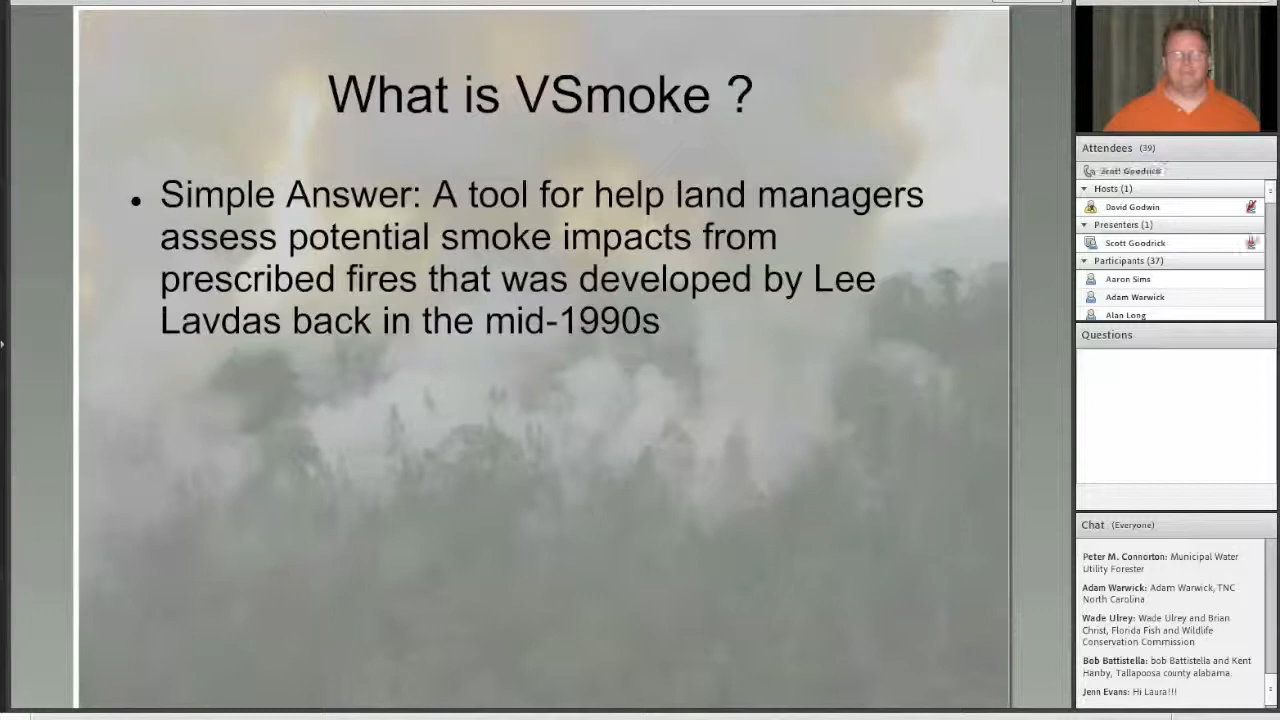 What is VSmoke ?
• Simple Answer: A tool for help land managers
assess potential smoke impacts from
prescribed fires that was developed by Lee
Lavdas back in the mid-1990s
Attendees (39)
Scott Goodrick
Hosts (1)
David Godwin
Presenters (1)
Scott Goodrick
Participants (37)
Aaron Sims
Adam Warwick
Alan Long
Questions
Chat (Everyone)
Peter M. Connorton: Municipal Water
Utility Forester
Adam Warwick: Adam Warwick, TNC
North Carolina
Wade Ulrey: Wade Ulrey and Brian
Christ, Florida Fish and Wildlife
Conservation Commission
Bob Battistella: bob Battistella and Kent
Hanby, Tallapoosa county alabama.
Jenn Evans: Hi Laura!!!